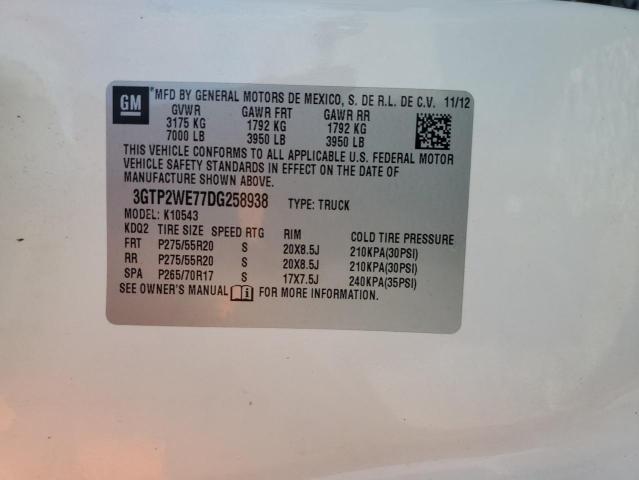 GM
*MFD BY GENERAL MOTORS DE MEXICO, S. DE R.L. DE C.V. 11/12
GVWR GAWR FRT GAWR RR
3175 KG 1792 KG 1792 KG
7000 LB 3950 LB 3950 LB
THIS VEHICLE CONFORMS TO ALL APPLICABLE U.S. FEDERAL MOTOR
VEHICLE SAFETY STANDARDS IN EFFECT ON THE DATE OF
MANUFACTURE SHOWN ABOVE.
3GTP2WE77DG258938 TYPE: TRUCK
MODEL: K10543
KDQ2 TIRE SIZE SPEED RTG RIM COLD TIRE PRESSURE
FRT P275/55R20 S 20X8.5J 210KPA(30PSI)
RR P275/55R20 S 20X8.5J 210KPA(30PSI)
SPA P265/70R17 S 17X7.5J 240KPA(35PSI)
SEE OWNER'S MANUAL FOR MORE INFORMATION.